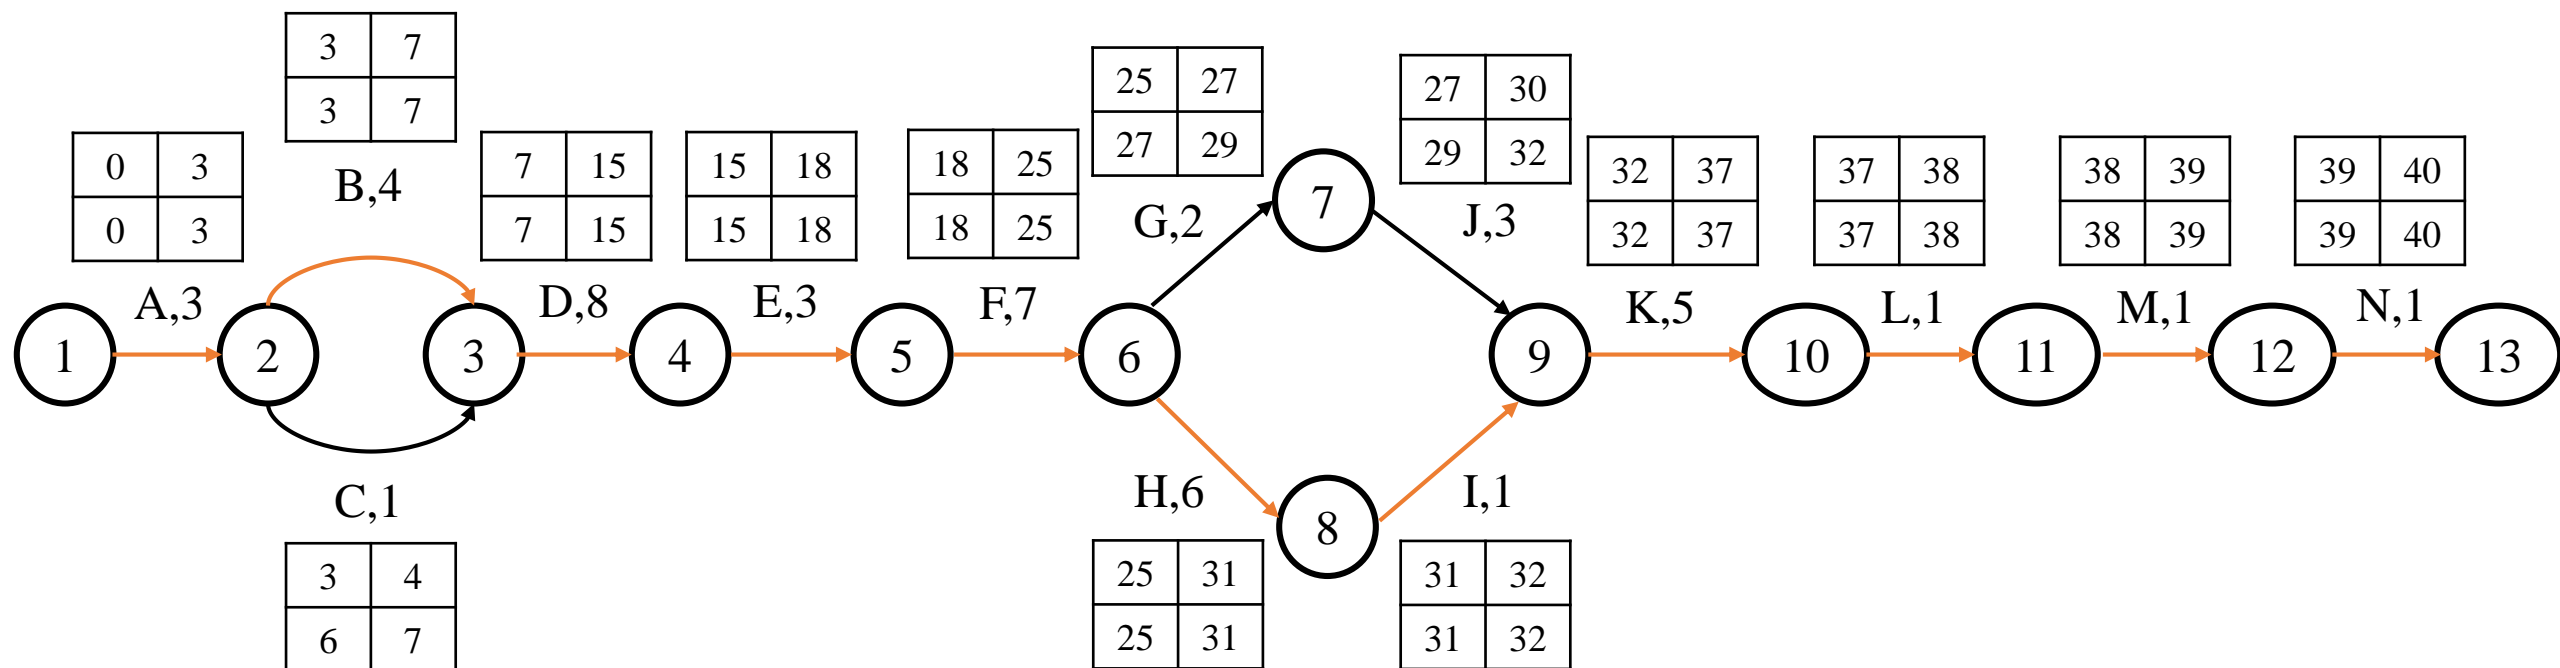 3 7
3 7
B,4
0 3
0 3
A,3
7 15
7 15
D,8
15 18
15 18
E,3
18 25
18 25
F,7
25 27
27 29
G,2
27 30
29 32
J,3
32 37
32 37
K,5
37 38
37 38
L,1
38 39
38 39
M,1
39 40
39 40
N,1
1
2
3
4
5
6
7
8
9
10
11
12
13
C,1
3 4
6 7
H,6
25 31
25 31
I,1
31 32
31 32